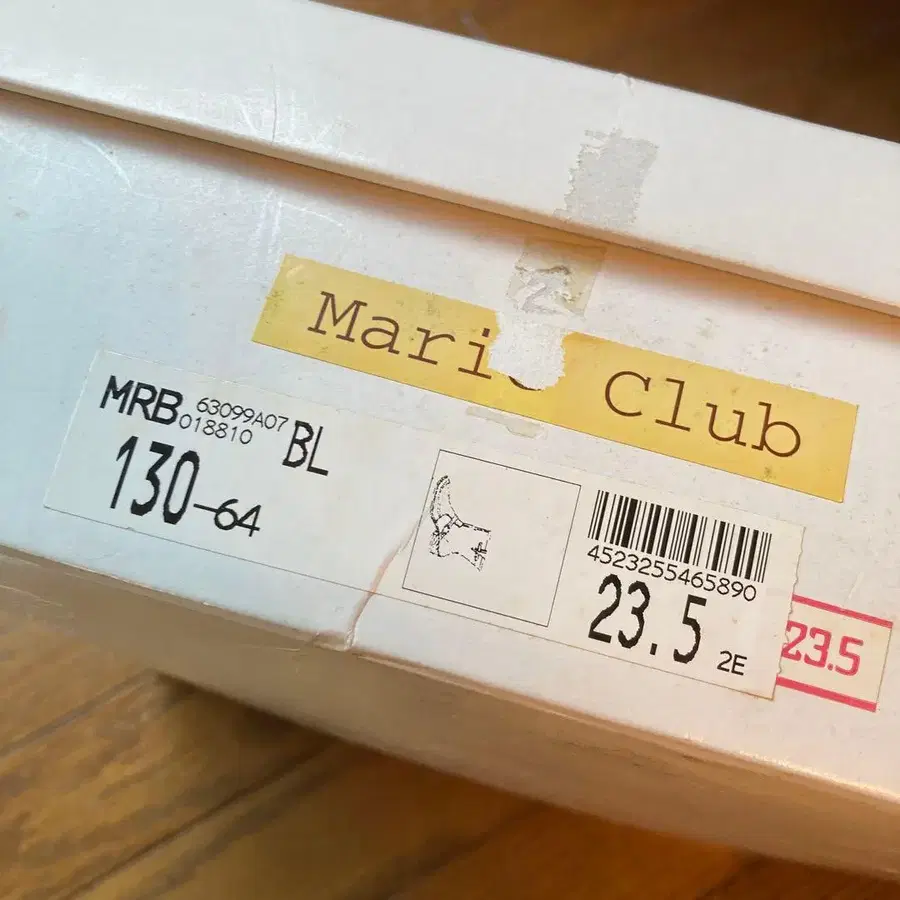 Mari Club
MRB 63099A07 BL
018810
130-64
4523255465890
23.5 2E
23.5